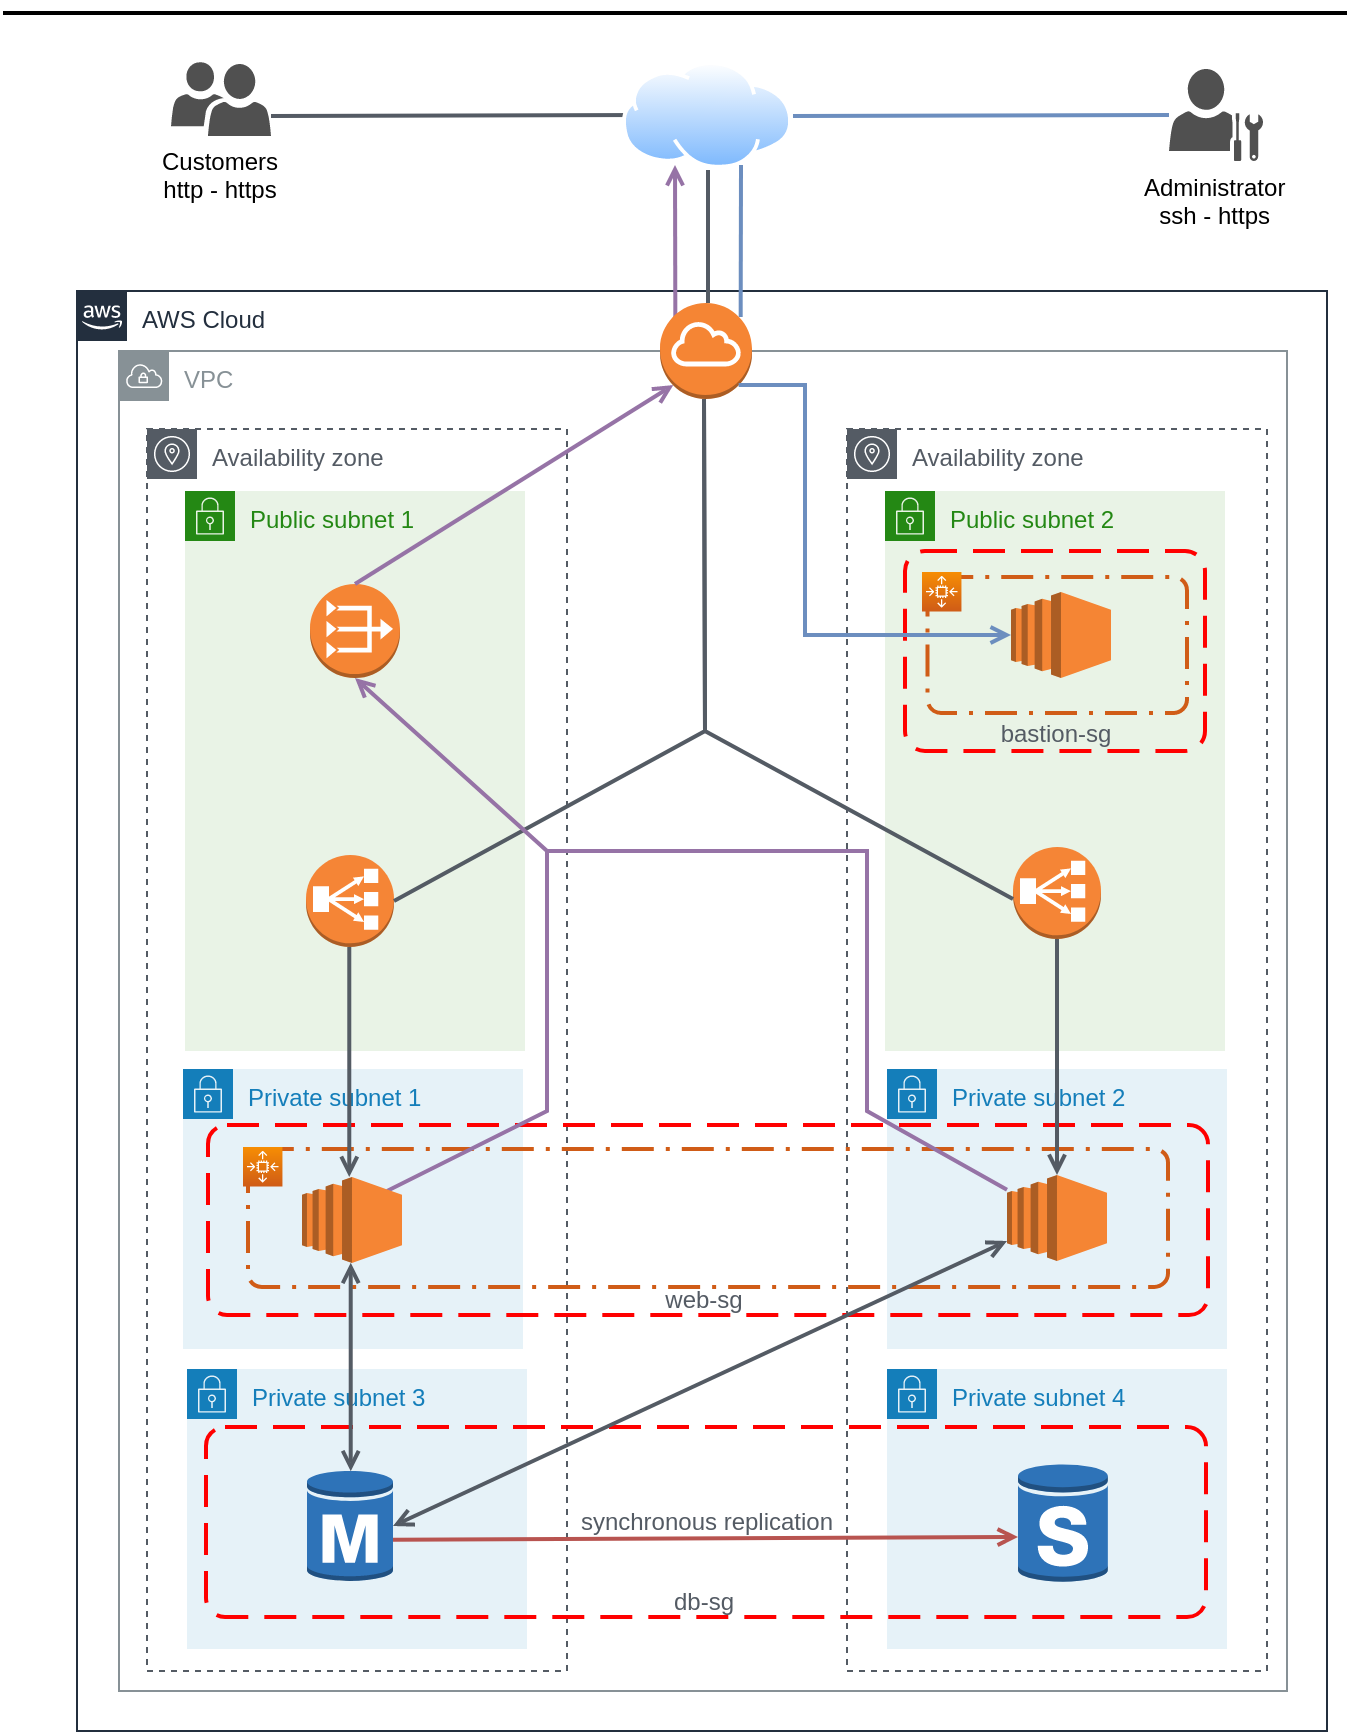 Customers
http - https
Administrator
ssh - https
aws
AWS Cloud
VPC
Availability zone
Availability zone
Public subnet 1
Public subnet 2
bastion-sg
Private subnet 1
Private subnet 2
web-sg
Private subnet 3
Private subnet 4
M
S
synchronous replication
db-sg